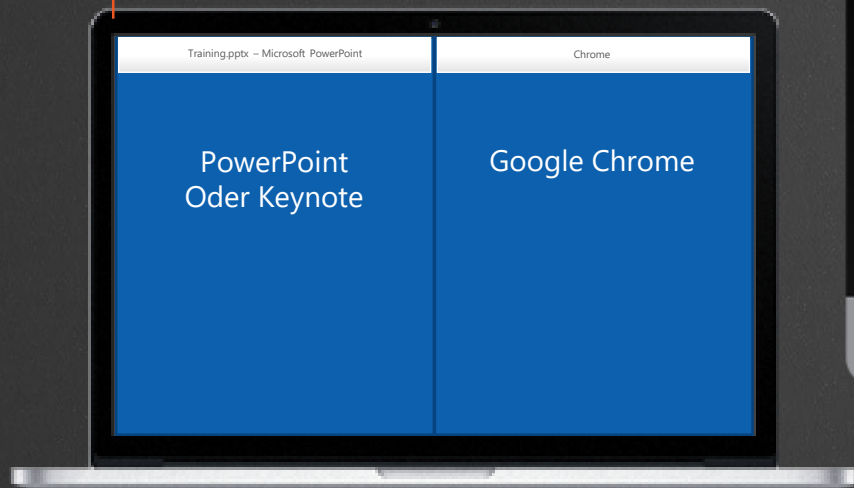 Training.pptx – Microsoft PowerPoint
Chrome
PowerPoint
Oder Keynote
Google Chrome